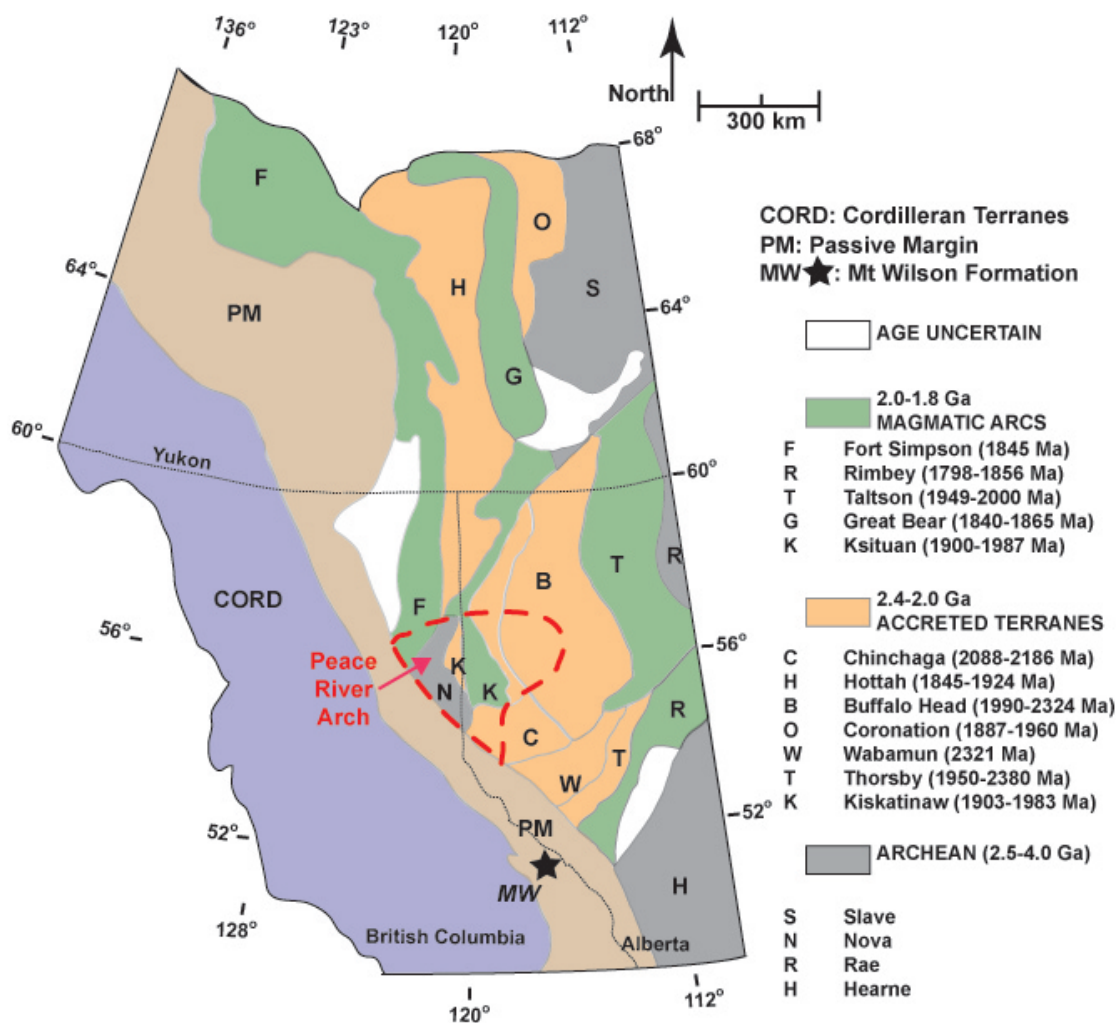 136°
123°
120°
112°
North
300 km
68°
F
O
H
S
64°
PM
64°
G
60°
Yukon
60°
R
T
B
CORD
F
56°
56°
Peace
River
Arch
K
N
K
R
C
T
W
52°
PM
52°
MW
H
128°
British Columbia
Alberta
120°
112°
CORD: Cordilleran Terranes
PM: Passive Margin
MW ★: Mt Wilson Formation
AGE UNCERTAIN
2.0-1.8 Ga
MAGMATIC ARCS
F Fort Simpson (1845 Ma)
R Rimbey (1798-1856 Ma)
T Taltson (1949-2000 Ma)
G Great Bear (1840-1865 Ma)
K Ksituan (1900-1987 Ma)
2.4-2.0 Ga
ACCRETED TERRANES
C Chinchaga (2088-2186 Ma)
H Hottah (1845-1924 Ma)
B Buffalo Head (1990-2324 Ma)
O Coronation (1887-1960 Ma)
W Wabamun (2321 Ma)
T Thorsby (1950-2380 Ma)
K Kiskatinaw (1903-1983 Ma)
ARCHEAN (2.5-4.0 Ga)
S Slave
N Nova
R Rae
H Hearne